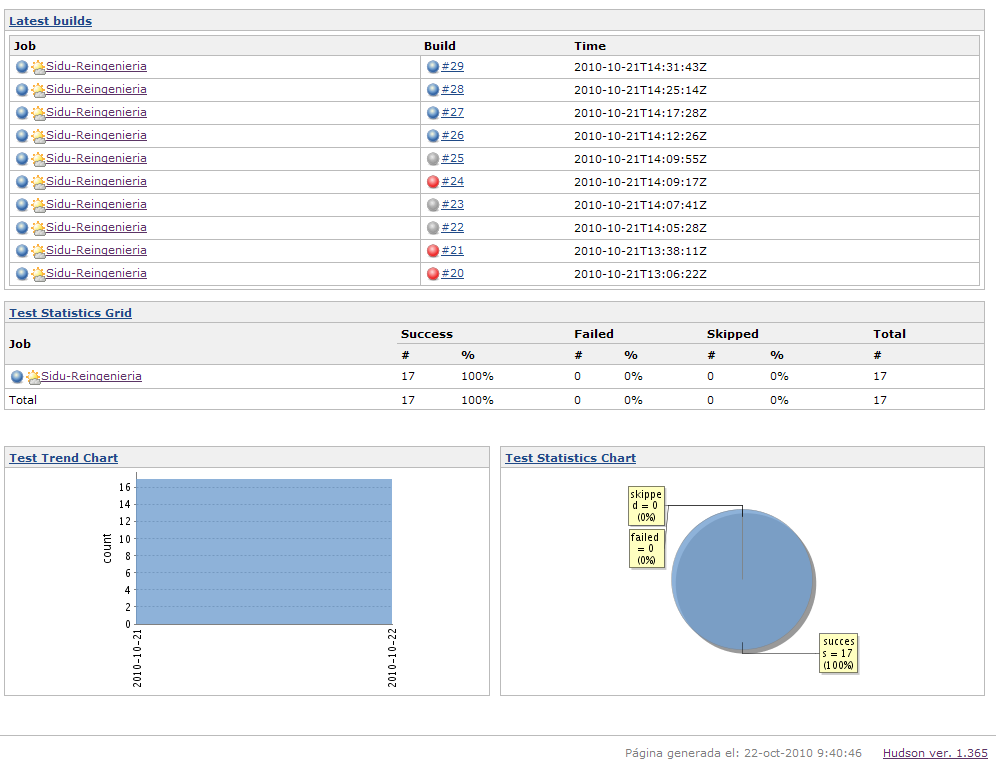 Latest builds
Job Build Time
Sidu-Reingenieria #29 2010-10-21T14:31:43Z
Sidu-Reingenieria #28 2010-10-21T14:25:14Z
Sidu-Reingenieria #27 2010-10-21T14:17:28Z
Sidu-Reingenieria #26 2010-10-21T14:12:26Z
Sidu-Reingenieria #25 2010-10-21T14:09:55Z
Sidu-Reingenieria #24 2010-10-21T14:09:17Z
Sidu-Reingenieria #23 2010-10-21T14:07:41Z
Sidu-Reingenieria #22 2010-10-21T14:05:28Z
Sidu-Reingenieria #21 2010-10-21T13:38:11Z
Sidu-Reingenieria #20 2010-10-21T13:06:22Z
Test Statistics Grid
Job Success Failed Skipped Total
# % # % # % #
Sidu-Reingenieria 17 100% 0 0% 0 0% 17
Total 17 100% 0 0% 0 0% 17
Test Trend Chart
16
14
12
10
8
6
4
2
0
count
2010-10-21
2010-10-22
Test Statistics Chart
skippe
d = 0
(0%)
failed
= 0
(0%)
succes
s = 17
(100%)
Página generada el: 22-oct-2010 9:40:46 Hudson ver. 1.365